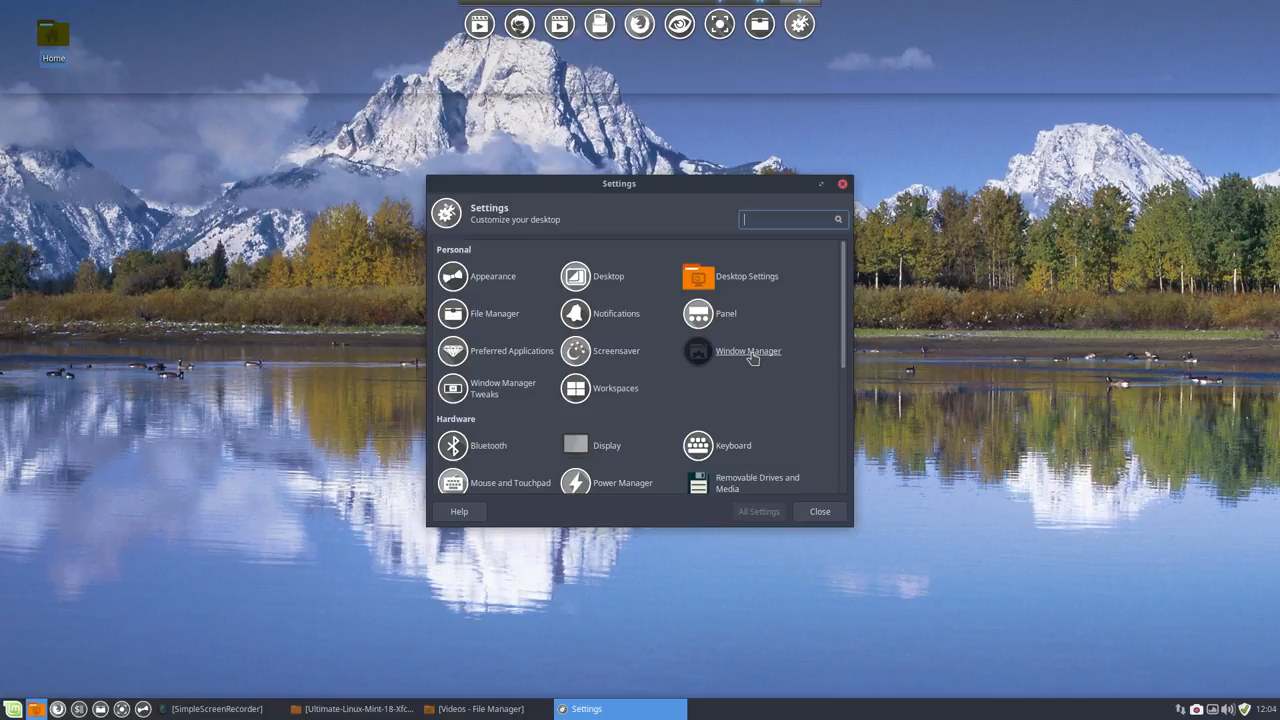 Home
Settings
Settings
Customize your desktop
Personal
Appearance
Desktop
Desktop Settings
File Manager
Notifications
Panel
Preferred Applications
Screensaver
Window Manager
Window Manager
Tweaks
Workspaces
Hardware
Bluetooth
Display
Keyboard
Mouse and Touchpad
Power Manager
Removable Drives and
Media
Help
All Settings
Close
[SimpleScreenRecorder]
[Ultimate-Linux-Mint-18-Xfc...
[Videos - File Manager]
Settings
12:04